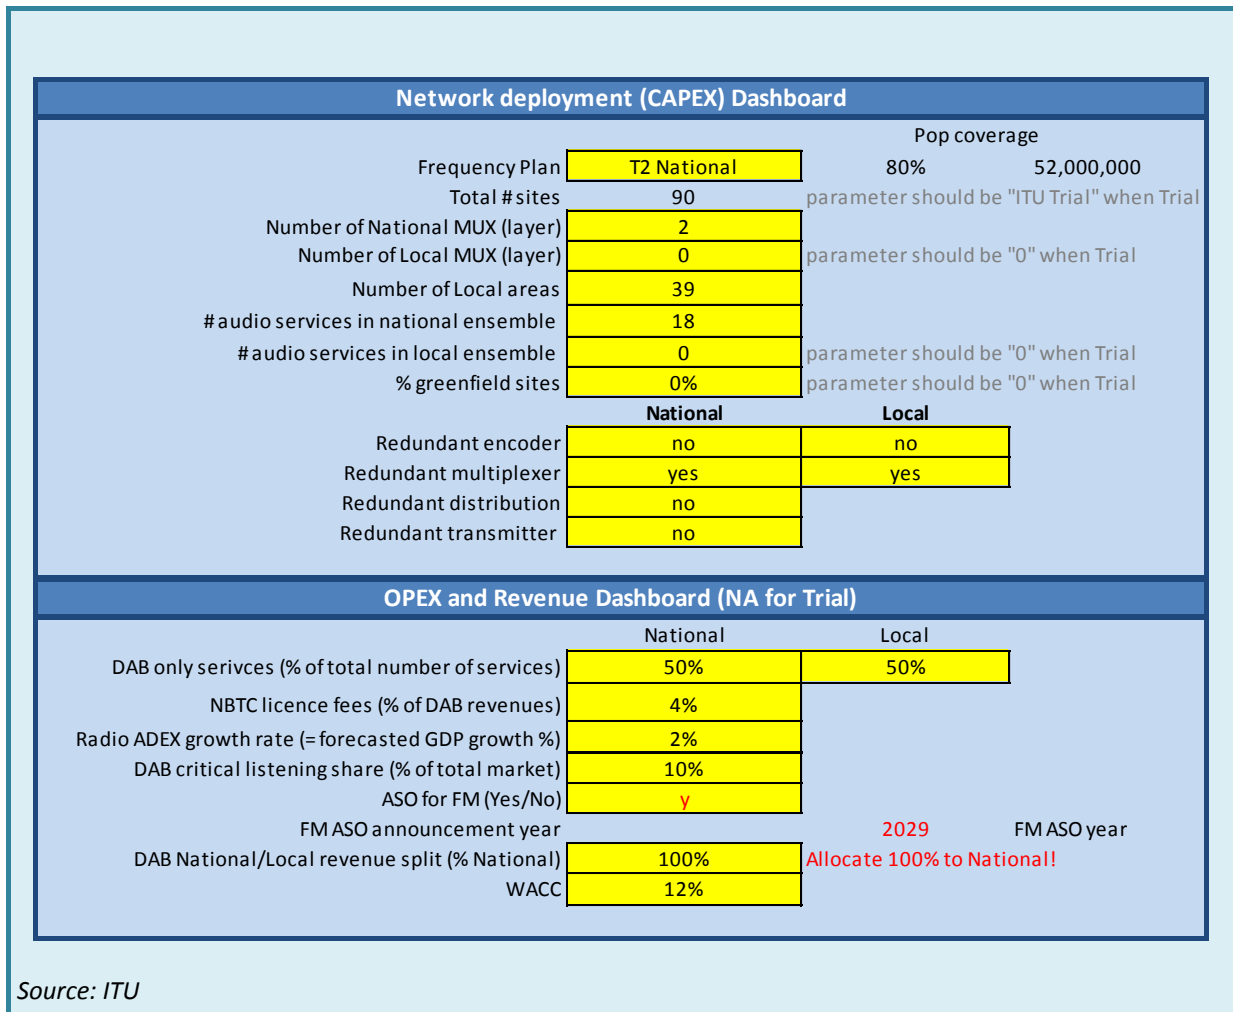 Network deployment (CAPEX) Dashboard
Pop coverage
Frequency Plan T2 National 80% 52,000,000
Total # sites 90 parameter should be "ITU Trial" when Trial
Number of National MUX (layer) 2
Number of Local MUX (layer) 0 parameter should be "0" when Trial
Number of Local areas 39
# audio services in national ensemble 18
# audio services in local ensemble 0 parameter should be "0" when Trial
% greenfield sites 0% parameter should be "0" when Trial
National Local
Redundant encoder no no
Redundant multiplexer yes yes
Redundant distribution no
Redundant transmitter no
OPEX and Revenue Dashboard (NA for Trial)
National Local
DAB only serivces (% of total number of services) 50% 50%
NBTC licence fees (% of DAB revenues) 4%
Radio ADEX growth rate (= forecasted GDP growth %) 2%
DAB critical listening share (% of total market) 10%
ASO for FM (Yes/No) y
FM ASO announcement year 2029 FM ASO year
DAB National/Local revenue split (% National) 100% Allocate 100% to National!
WACC 12%
Source: ITU